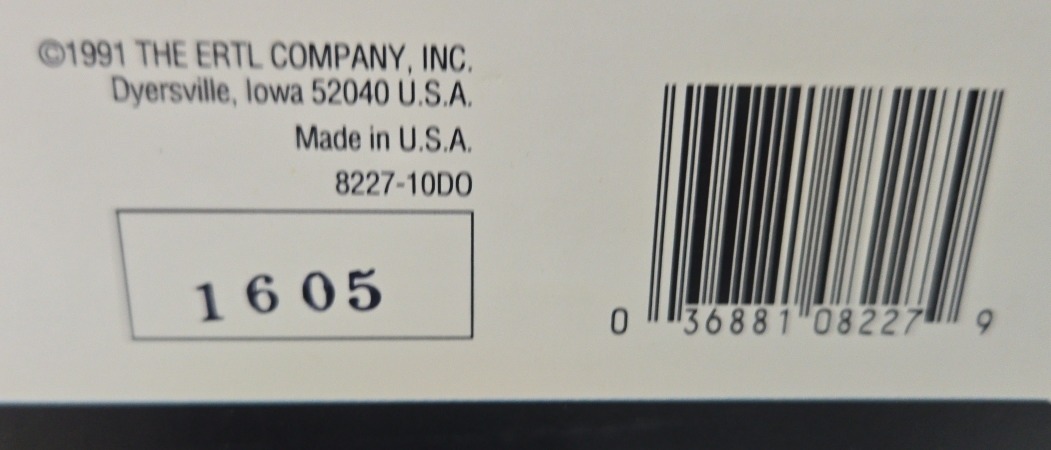 ©1991 THE ERTL COMPANY, INC.
Dyersville, Iowa 52040 U.S.A.
Made in U.S.A.
8227-10DO
1605
0 36881 08227 9